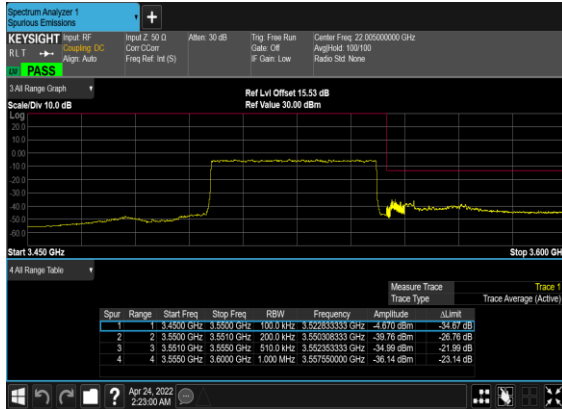 Spectrum Analyzer 1
Spurious Emissions
KEYSIGHT Input: RF Input Z: 50 Ω Atten: 30 dB Trig: Free Run Center Freq: 22.005000000 GHz
RLT Coupling: DC Corr CCorr Gate: Off Avg|Hold: 100/100
Align: Auto Freq Ref: Int (S) IF Gain: Low Radio Std: None
PASS
3 All Range Graph Ref Lvl Offset 15.53 dB
Scale/Div 10.0 dB Ref Value 30.00 dBm
Log
20.0
10.0
0.00
-10.0
-20.0
-30.0
-40.0
-50.0
-60.0
Start 3.450 GHz Stop 3.600 GH
4 All Range Table
Measure Trace Trace 1
Trace Type Trace Average (Active)
Spur Range Start Freq Stop Freq RBW Frequency Amplitude ΔLimit
1 1 3.4500 GHz 3.5500 GHz 100.0 kHz 3.522833333 GHz -4.670 dBm -34.67 dB
2 2 3.5500 GHz 3.5510 GHz 200.0 kHz 3.550308333 GHz -39.76 dBm -26.76 dB
3 3 3.5510 GHz 3.5550 GHz 510.0 kHz 3.552353333 GHz -34.99 dBm -21.99 dB
4 4 3.5550 GHz 3.6000 GHz 1.000 MHz 3.557550000 GHz -36.14 dBm -23.14 dB
? Apr 24, 2022
2:23:00 AM